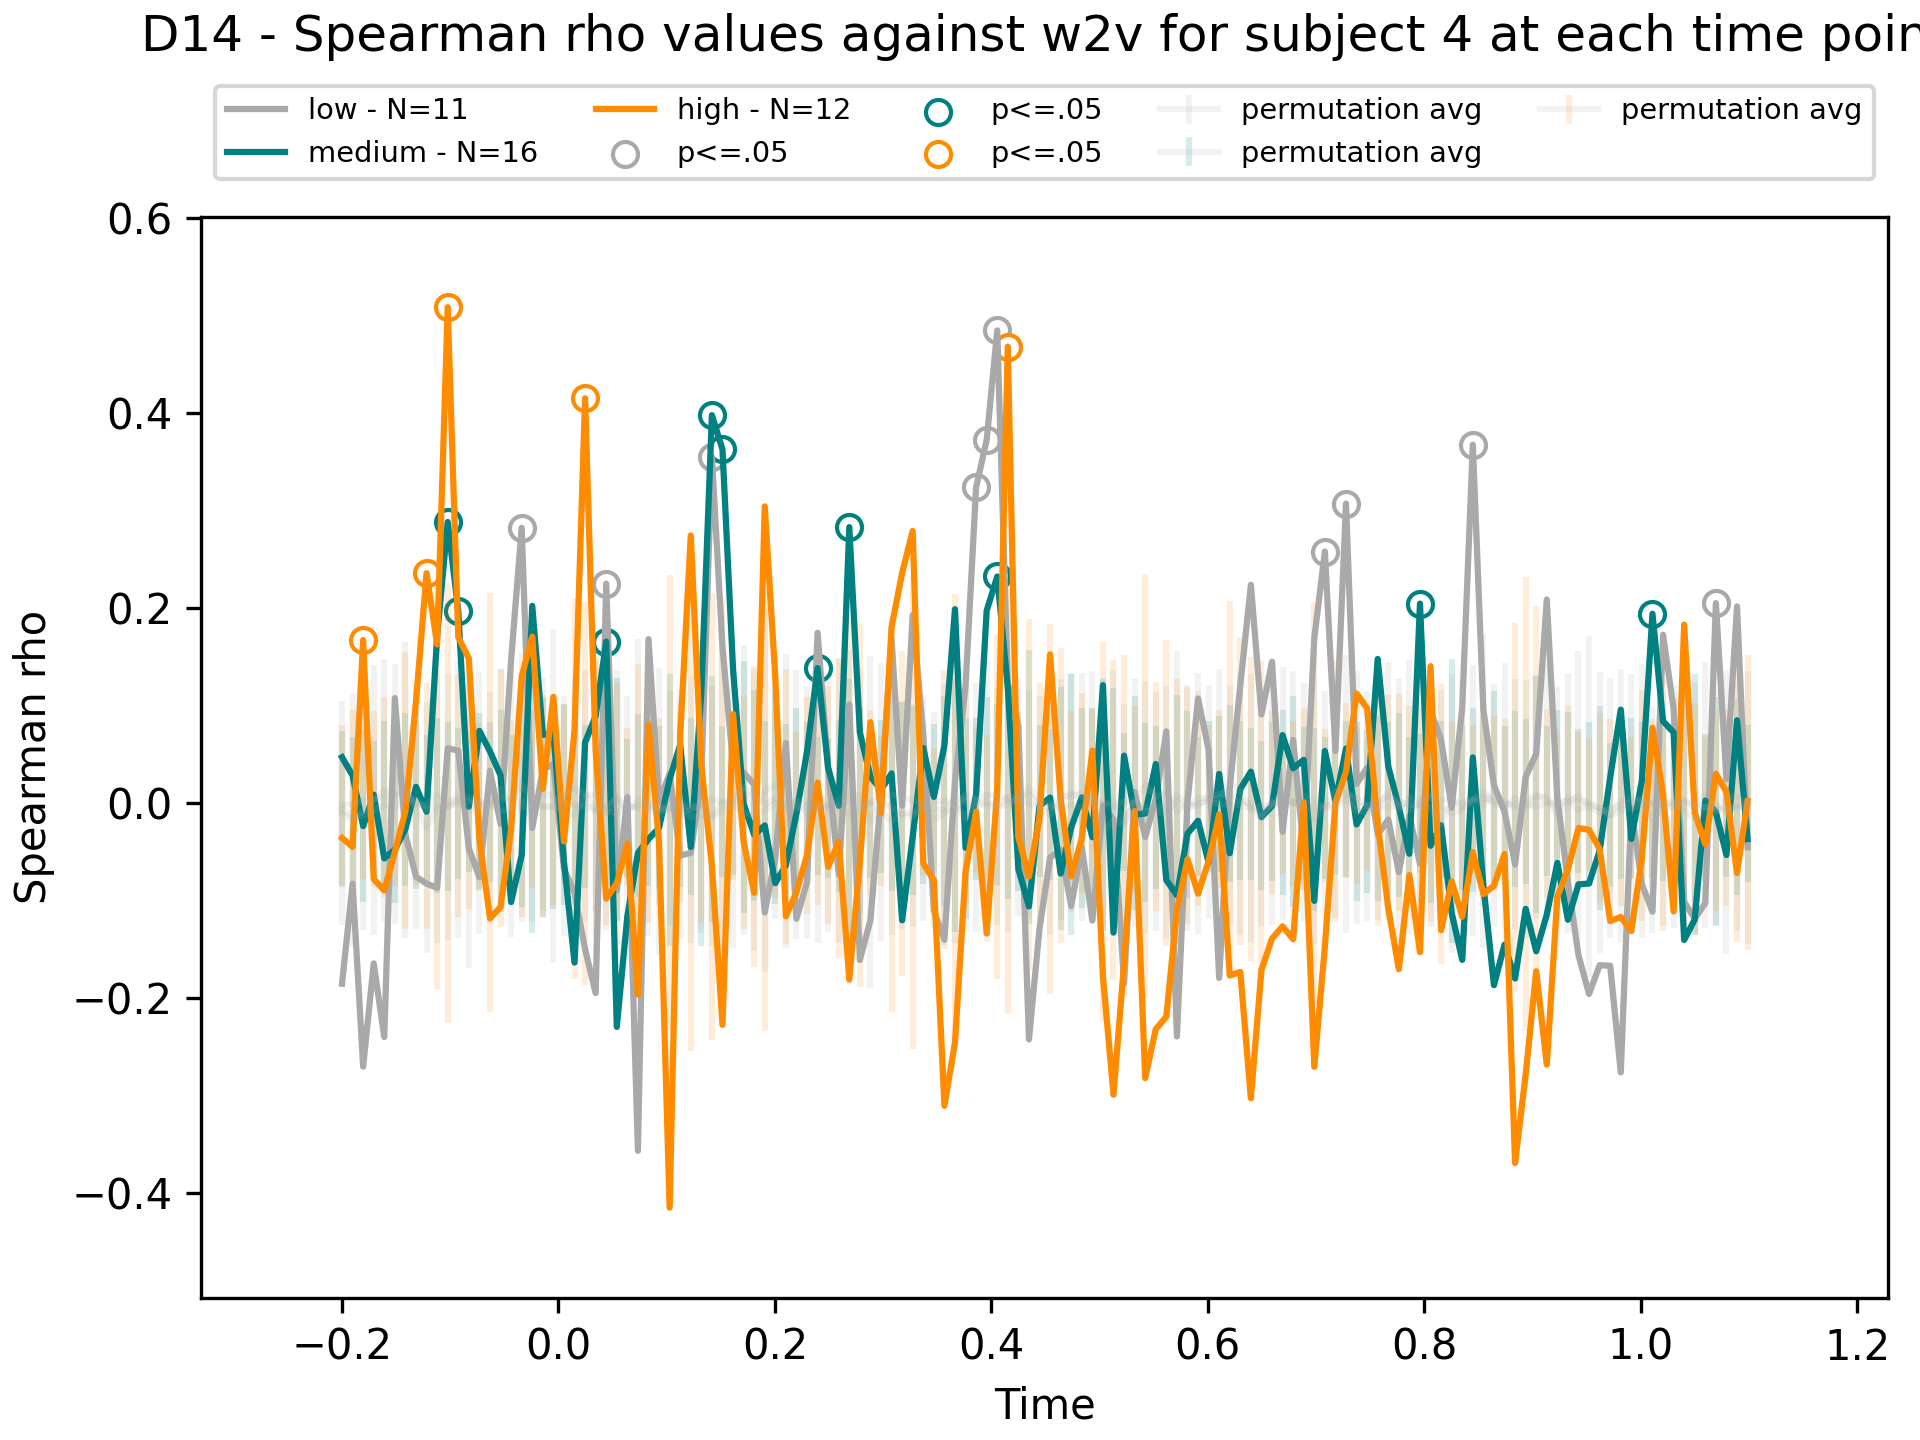 D14 - Spearman rho values against w2v for subject 4 at each time poin
low - N=11 high - N=12 p<=.05 permutation avg permutation avg
medium - N=16 p<=.05 p<=.05 permutation avg
0.6
0.4
0.2
0.0
−0.2
−0.4
Spearman rho
−0.2 0.0 0.2 0.4 0.6 0.8 1.0 1.2
Time